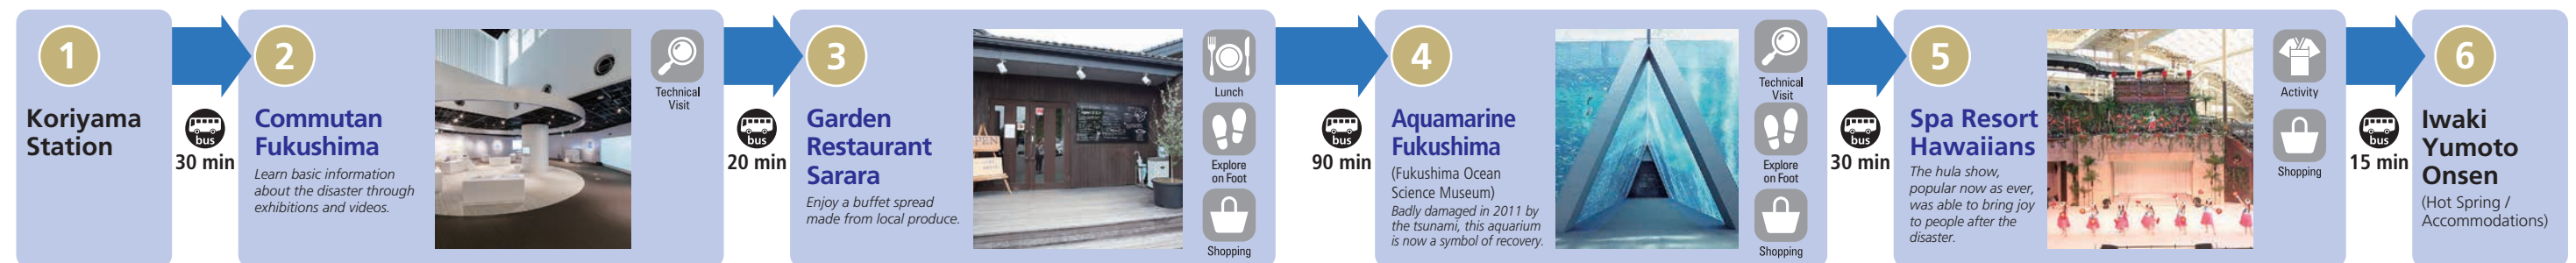 1
Koriyama
Station
bus
30 min
2
Commutan
Fukushima
Learn basic information
about the disaster through
exhibitions and videos.
Technical
Visit
bus
20 min
3
Garden
Restaurant
Sarara
Enjoy a buffet spread
made from local produce.
OPEN
Lunch
Explore
on Foot
Shopping
bus
90 min
4
Aquamarine
Fukushima
(Fukushima Ocean
Science Museum)
Badly damaged in 2011 by
the tsunami, this aquarium
is now a symbol of recovery.
Technical
Visit
Explore
on Foot
Shopping
bus
30 min
5
Spa Resort
Hawaiians
The hula show,
popular now as ever,
was able to bring joy
to people after the
disaster.
Activity
Shopping
bus
15 min
6
Iwaki
Yumoto
Onsen
(Hot Spring /
Accommodations)